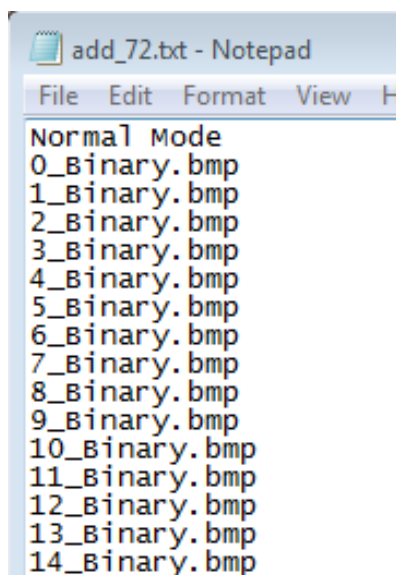 add_72.txt - Notepad
File Edit Format View H
Normal Mode
0_Binary.bmp
1_Binary.bmp
2_Binary.bmp
3_Binary.bmp
4_Binary.bmp
5_Binary.bmp
6_Binary.bmp
7_Binary.bmp
8_Binary.bmp
9_Binary.bmp
10_Binary.bmp
11_Binary.bmp
12_Binary.bmp
13_Binary.bmp
14_Binary.bmp